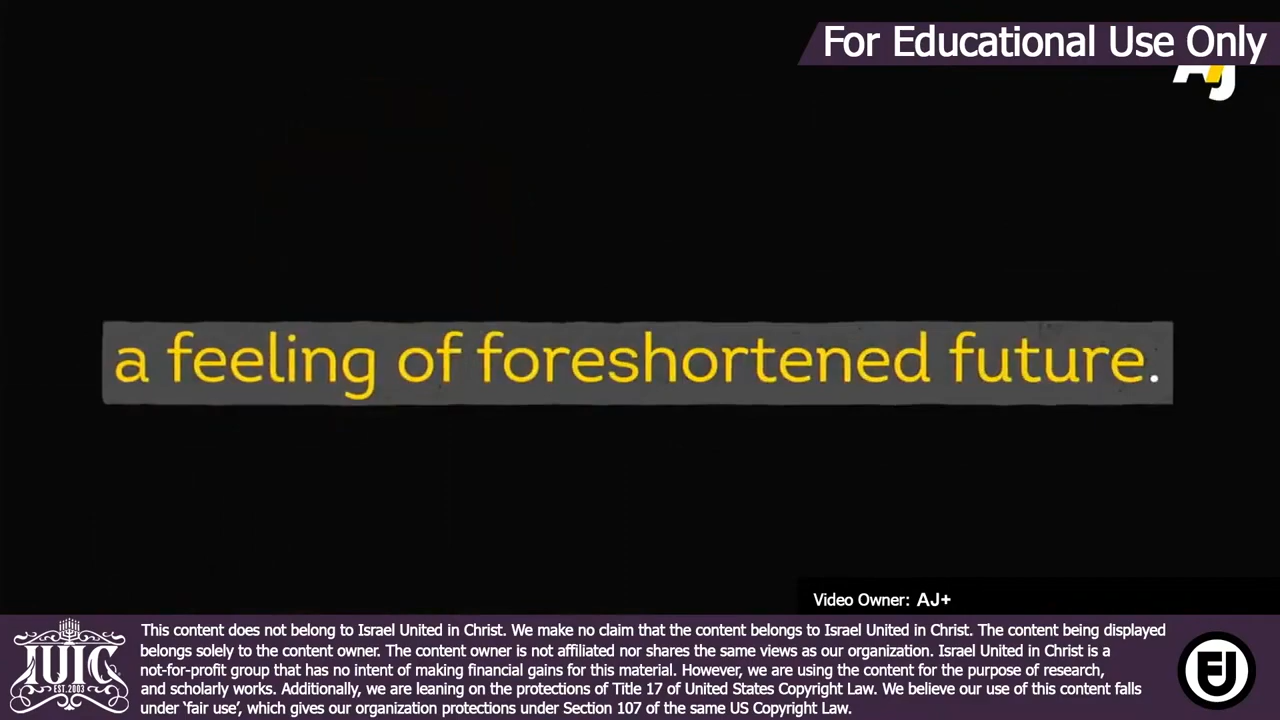 For Educational Use Only
AJ
a feeling of foreshortened future.
Video Owner: AJ+
This content does not belong to Israel United in Christ. We make no claim that the content belongs to Israel United in Christ. The content being displayed
belongs solely to the content owner. The content owner is not affiliated nor shares the same views as our organization. Israel United in Christ is a
not-for-profit group that has no intent of making financial gains for this material. However, we are using the content for the purpose of research,
and scholarly works. Additionally, we are leaning on the protections of Title 17 of United States Copyright Law. We believe our use of this content falls
under ‘fair use’, which gives our organization protections under Section 107 of the same US Copyright Law.
IUIC
EST.2003